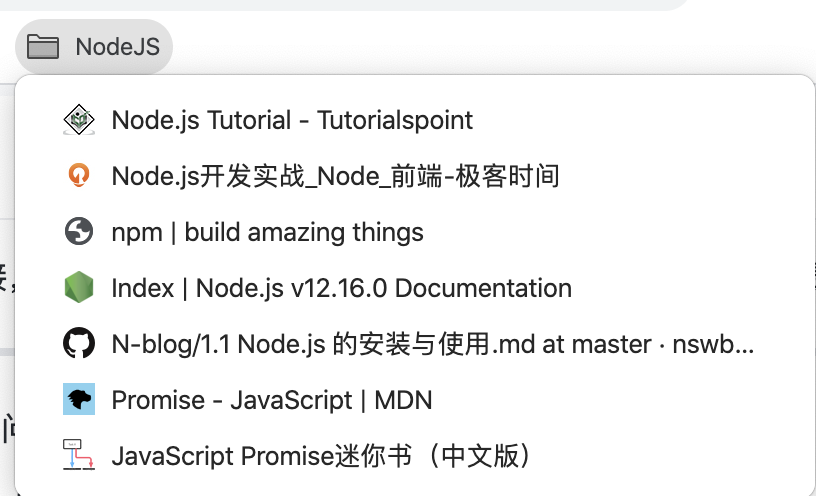 NodeJS
Node.js Tutorial - Tutorialspoint
Node.js开发实战_Node_前端-极客时间
npm | build amazing things
Index | Node.js v12.16.0 Documentation
N-blog/1.1 Node.js 的安装与使用.md at master · nswb...
Promise - JavaScript | MDN
JavaScript Promise迷你书（中文版）